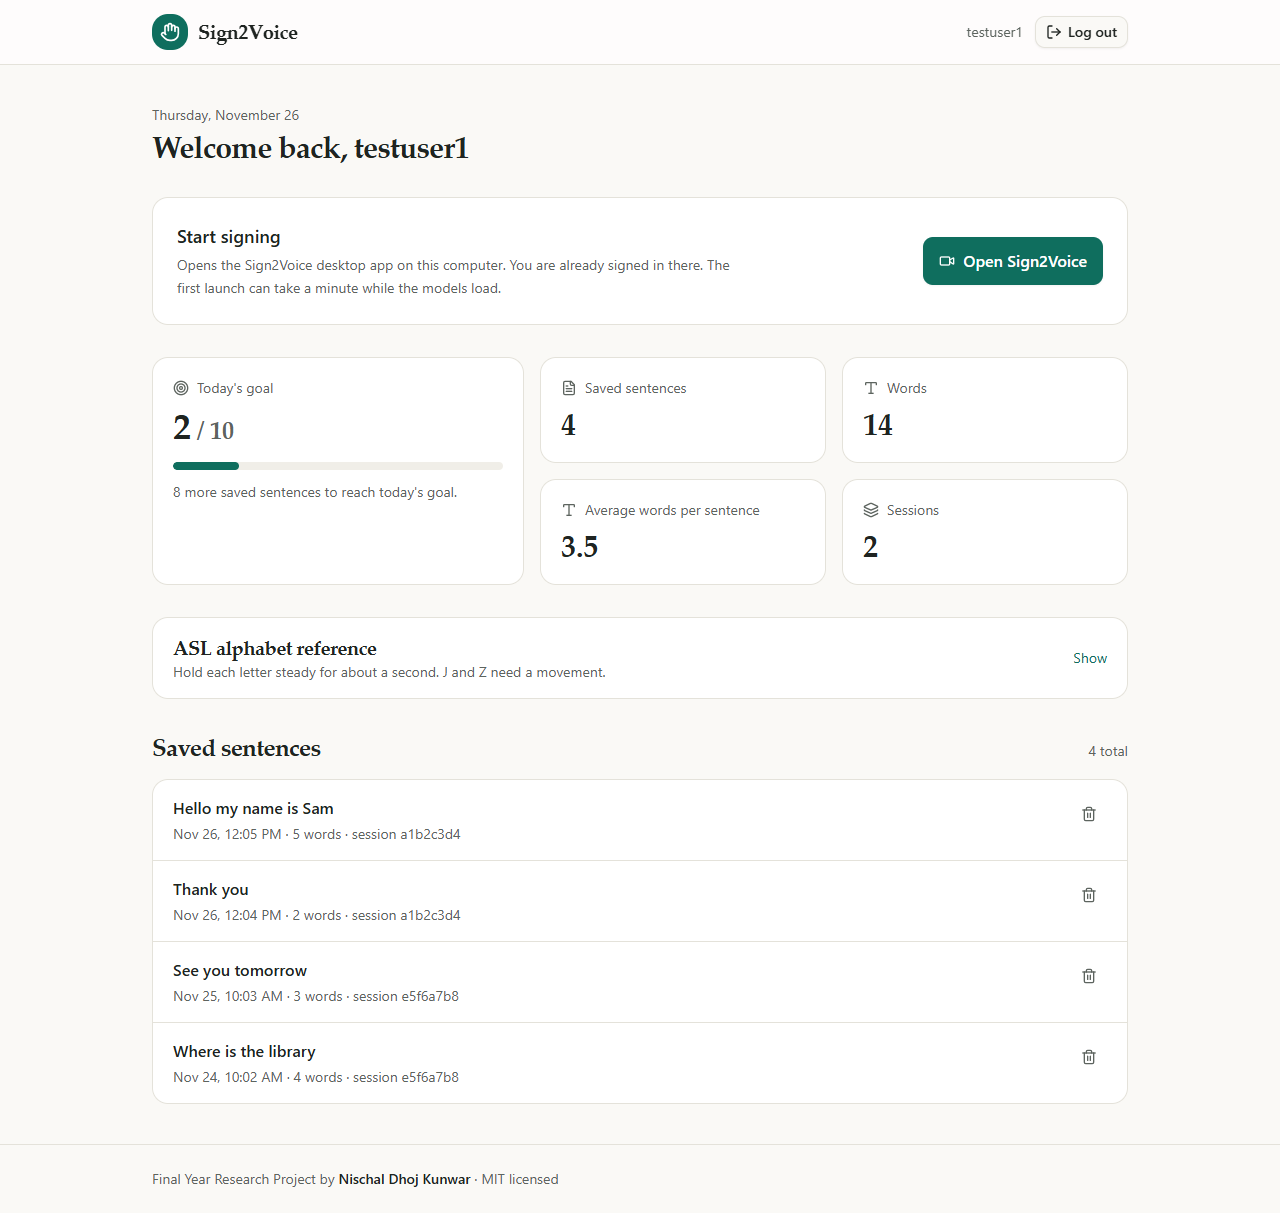 Sign2Voice
testuser1
Log out
Thursday, November 26
Welcome back, testuser1
Start signing
Opens the Sign2Voice desktop app on this computer. You are already signed in there. The
first launch can take a minute while the models load.
Open Sign2Voice
Today's goal
2 / 10
8 more saved sentences to reach today's goal.
Saved sentences
4
Words
14
Average words per sentence
3.5
Sessions
2
ASL alphabet reference
Hold each letter steady for about a second. J and Z need a movement.
Show
Saved sentences
4 total
Hello my name is Sam
Nov 26, 12:05 PM · 5 words · session a1b2c3d4
Thank you
Nov 26, 12:04 PM · 2 words · session a1b2c3d4
See you tomorrow
Nov 25, 10:03 AM · 3 words · session e5f6a7b8
Where is the library
Nov 24, 10:02 AM · 4 words · session e5f6a7b8
Final Year Research Project by Nischal Dhoj Kunwar · MIT licensed